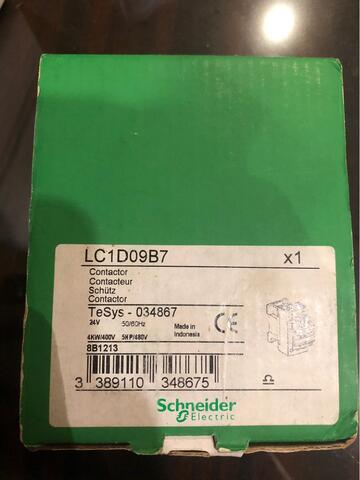 LC1D09B7 x1
Contactor
Contacteur
Schütz
Contactor
TeSys - 034867
24V 50/60Hz
4KW/400V 5HP/480V
Made in
Indonesia
CE
8B1213
3 389110 348675
Schneider
Electric